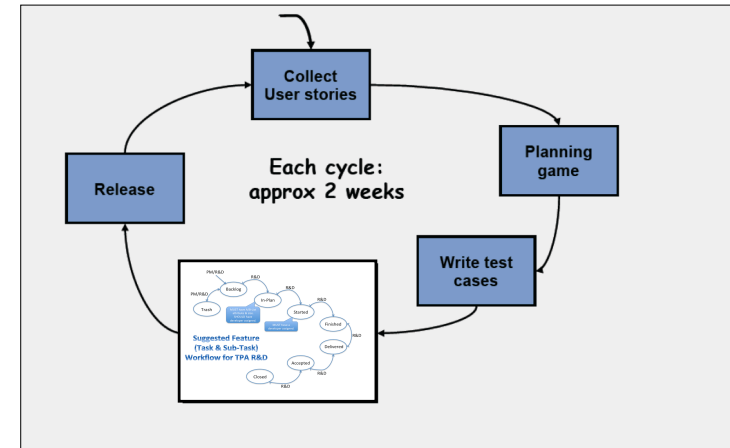 Collect
User stories
Planning
game
Each cycle:
approx 2 weeks
Release
Write test
cases
PM/R&D
R&D
Backlog
R&D
PM/R&D
In-Plan
R&D
Trash
Started
R&D
Finished
Suggested Feature
(Task & Sub-Task)
Workflow for TPA R&D
R&D
Delivered
Accepted
R&D
Closed
R&D